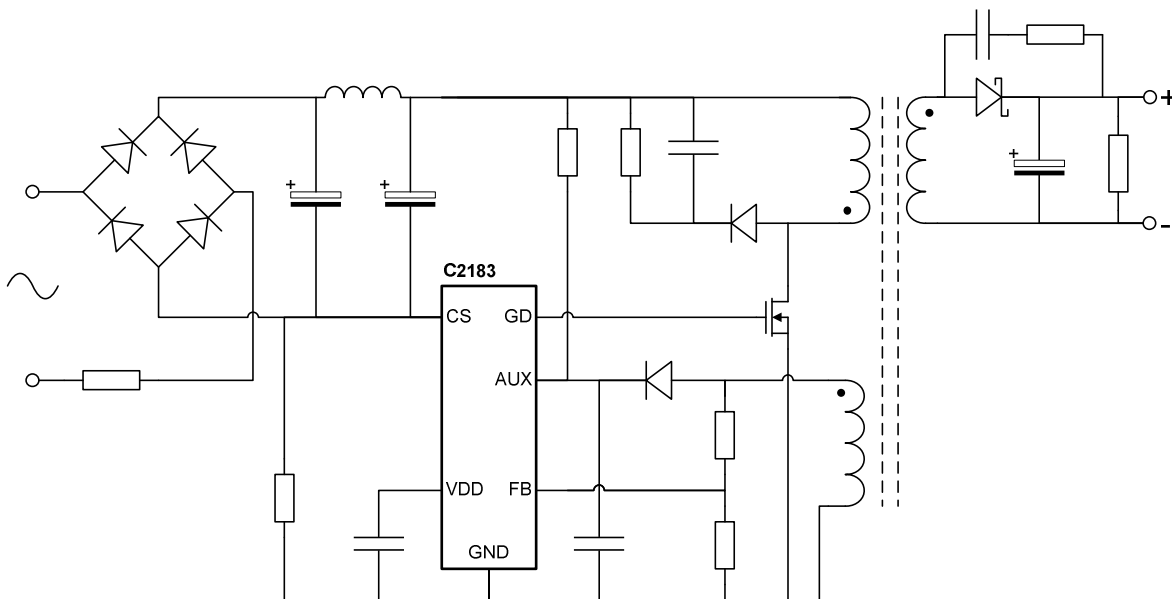 +
+
+
+
−
C2183
CS
GD
AUX
VDD
FB
GND